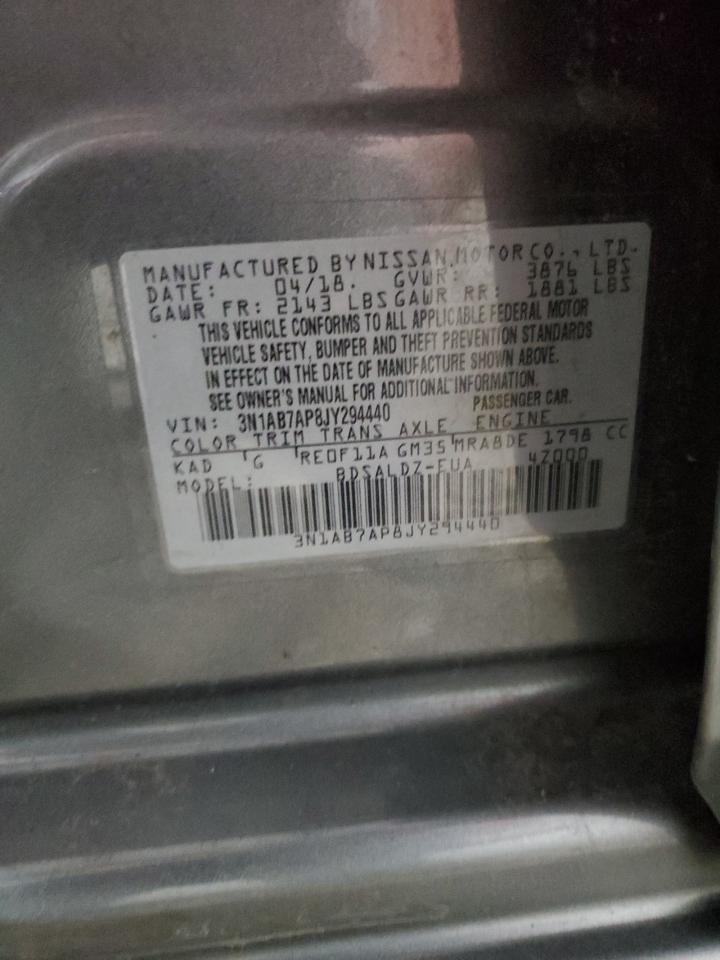 MANUFACTURED BY NISSAN MOTOR CO., LTD.
DATE: 04/18. GVWR: 3876 LBS
GAWR FR: 2143 LBS GAWR RR: 1881 LBS
THIS VEHICLE CONFORMS TO ALL APPLICABLE FEDERAL MOTOR
VEHICLE SAFETY, BUMPER AND THEFT PREVENTION STANDARDS
IN EFFECT ON THE DATE OF MANUFACTURE SHOWN ABOVE.
SEE OWNER'S MANUAL FOR ADDITIONAL INFORMATION.
VIN: 3N1AB7AP8JY294440 PASSENGER CAR.
COLOR TRIM TRANS AXLE ENGINE
KAD G RE0F11A GM35 MRA8DE 1798 CC
MODEL: BDSALDZ-EUA 4Z000
3N1AB7AP8JY294440